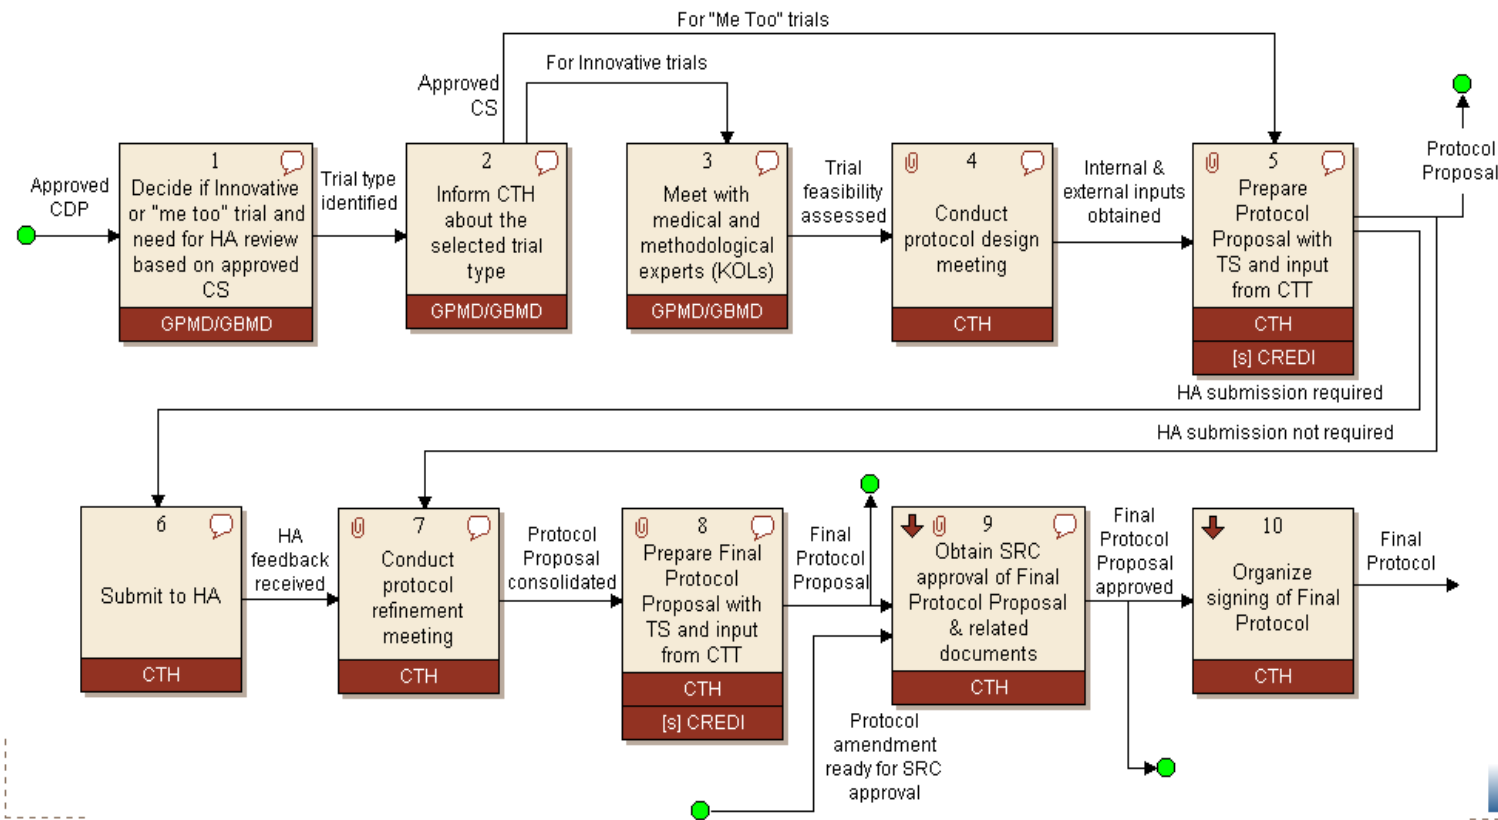 For "Me Too" trials
For Innovative trials
Approved
CS
Approved
CDP
1
Decide if Innovative
or "me too" trial and
need for HA review
based on approved
CS
GPMD/GBMD
Trial type
identified
2
Inform CTH
about the
selected trial
type
GPMD/GBMD
3
Meet with
medical and
methodological
experts (KOLs)
GPMD/GBMD
Trial
feasibility
assessed
4
Conduct
protocol design
meeting
CTH
Internal &
external inputs
obtained
5
Prepare
Protocol
Proposal with
TS and input
from CTT
CTH
[s] CREDI
Protocol
Proposal
HA submission required
HA submission not required
6
Submit to HA
CTH
HA
feedback
received
7
Conduct
protocol
refinement
meeting
CTH
Protocol
Proposal
consolidated
8
Prepare Final
Protocol
Proposal with
TS and input
from CTT
CTH
[s] CREDI
Final
Protocol
Proposal
9
Obtain SRC
approval of Final
Protocol Proposal
& related
documents
CTH
Protocol
amendment
ready for SRC
approval
Final
Protocol
Proposal
approved
10
Organize
signing of Final
Protocol
CTH
Final
Protocol